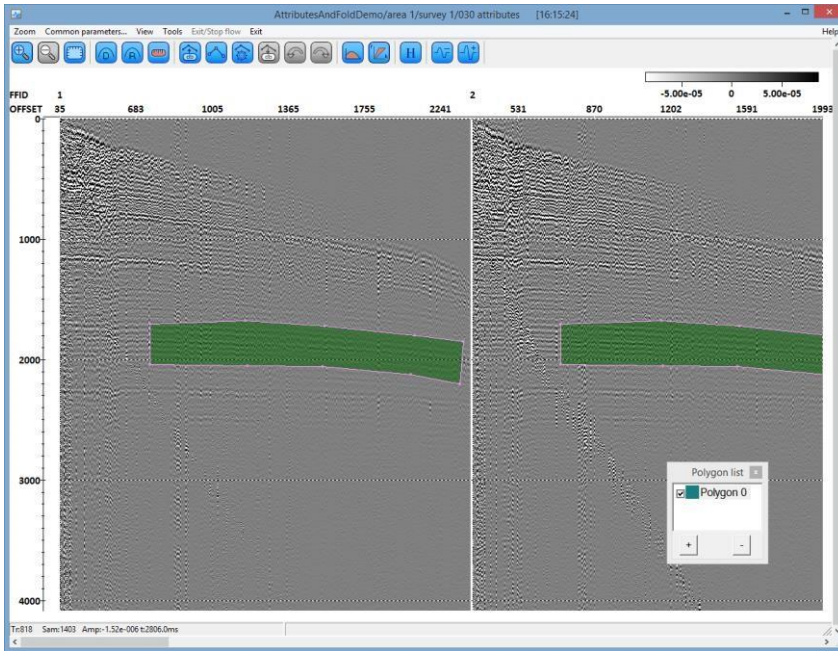 AttributesAndFoldDemo/area 1/survey 1/030 attributes [16:15:24]
Zoom Common parameters... View Tools Exit/Stop flow Exit Help
D A H
-5.00e-05 0 5.00e-05
FFID 1 2
OFFSET 35 683 1005 1365 1755 2241 531 870 1202 1591 1993
0
1000
2000
3000
4000
Polygon list
Polygon 0
+ -
Tr:818 Sam:1403 Amp:-1.52e-006 t:2806.0ms